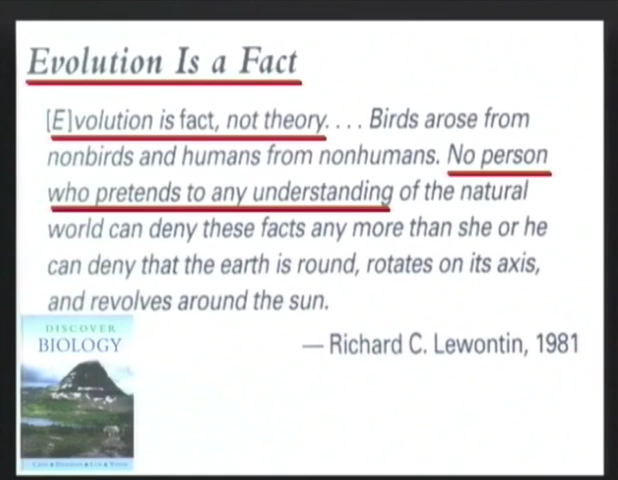 Evolution Is a Fact
[E]volution is fact, not theory. . . . Birds arose from
nonbirds and humans from nonhumans. No person
who pretends to any understanding of the natural
world can deny these facts any more than she or he
can deny that the earth is round, rotates on its axis,
and revolves around the sun.
— Richard C. Lewontin, 1981
DISCOVER
BIOLOGY